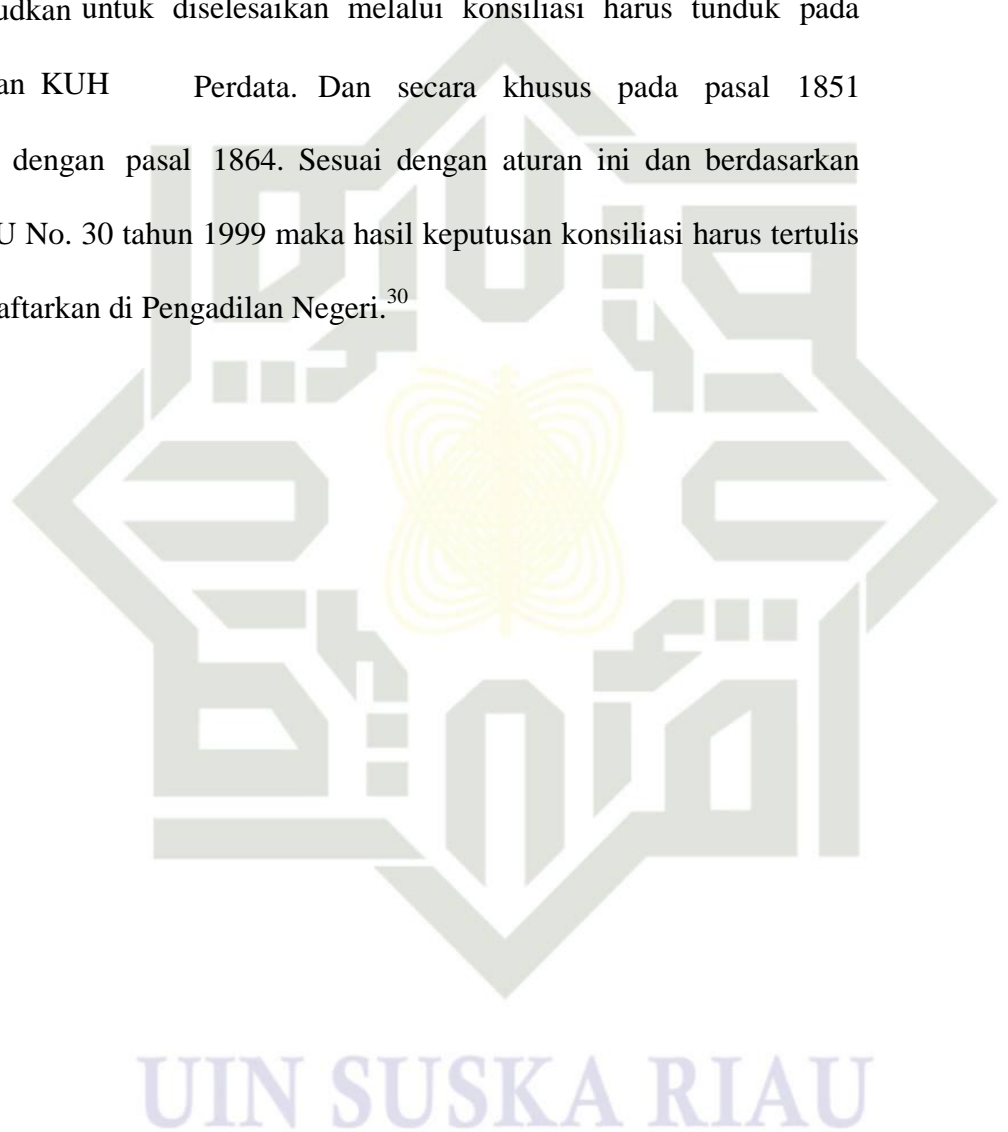 udkan untuk diselesaikan melalui konsiliasi harus tunduk pada
an KUH Perdata. Dan secara khusus pada pasal 1851
dengan pasal 1864. Sesuai dengan aturan ini dan berdasarkan
U No. 30 tahun 1999 maka hasil keputusan konsiliasi harus tertulis
aftarkan di Pengadilan Negeri.30
UIN SUSKA RIAU